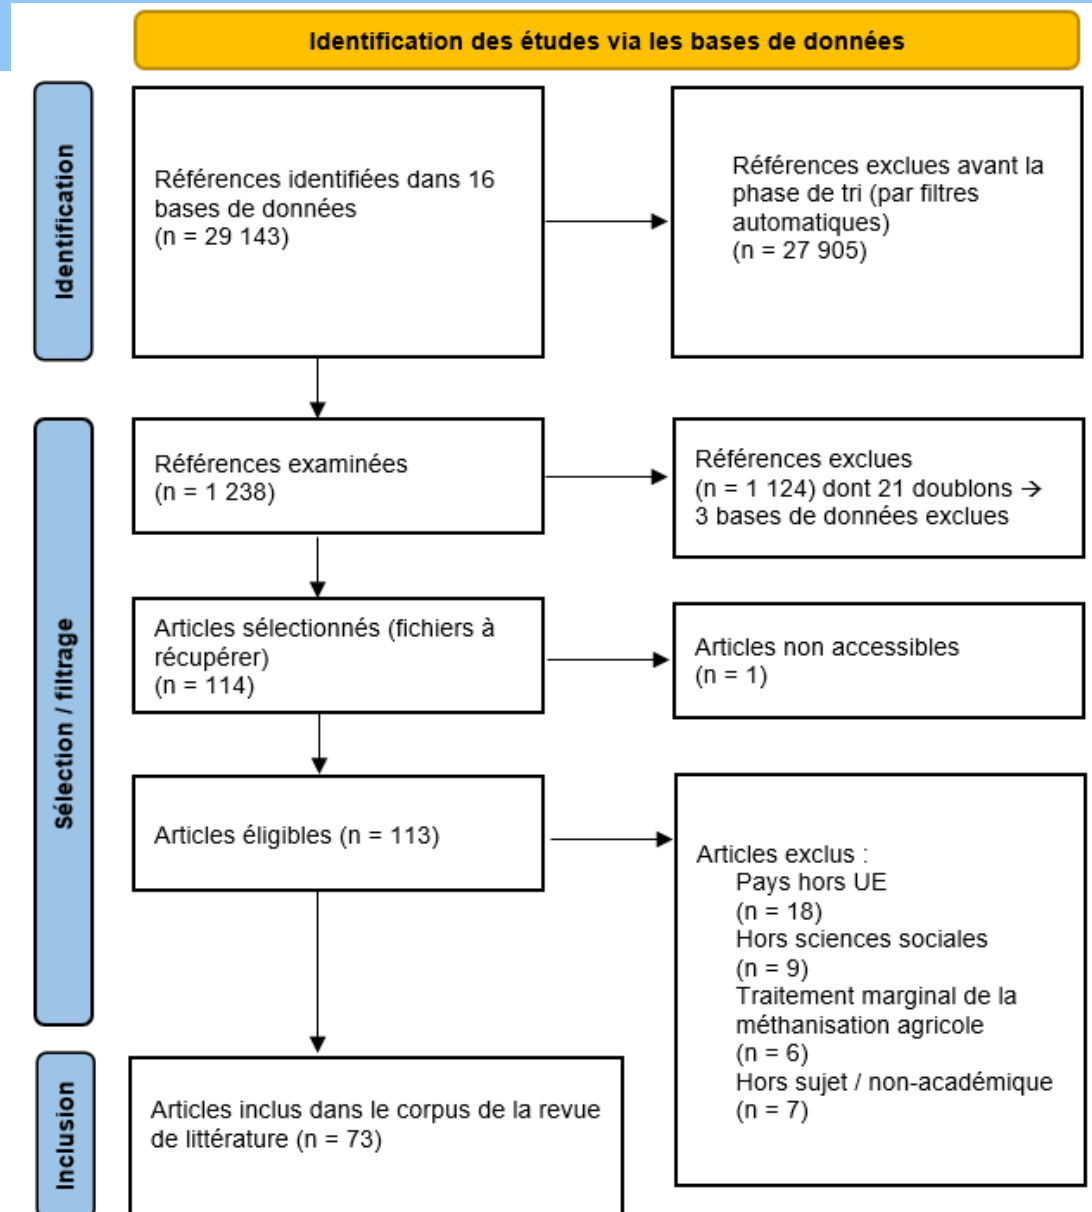 Identification des études via les bases de données
Identification
Références identifiées dans 16
bases de données
(n = 29 143)
Références exclues avant la
phase de tri (par filtres
automatiques)
(n = 27 905)
Sélection / filtrage
Références examinées
(n = 1 238)
Références exclues
(n = 1 124) dont 21 doublons →
3 bases de données exclues
Articles sélectionnés (fichiers à
récupérer)
(n = 114)
Articles non accessibles
(n = 1)
Articles éligibles (n = 113)
Articles exclus :
Pays hors UE
(n = 18)
Hors sciences sociales
(n = 9)
Traitement marginal de la
méthanisation agricole
(n = 6)
Hors sujet / non-académique
(n = 7)
Inclusion
Articles inclus dans le corpus de la revue
de littérature (n = 73)